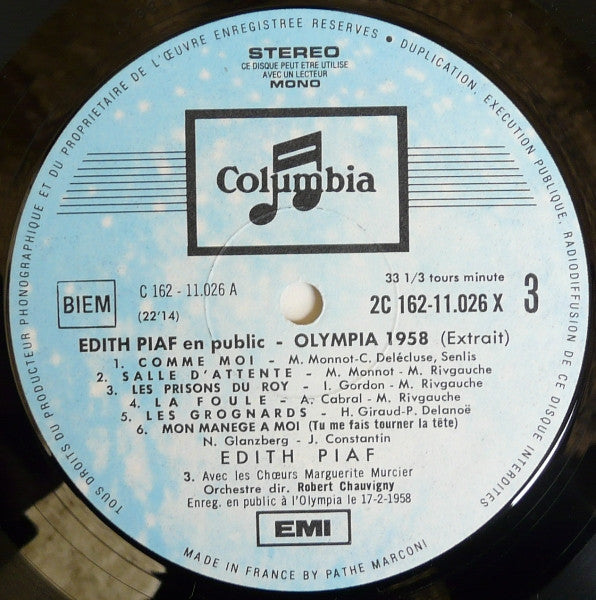 TOUS DROITS DU PRODUCTEUR PHONOGRAPHIQUE ET DU PROPRIETAIRE DE L'ŒUVRE ENREGISTREE RESERVES • DUPLICATION, EXECUTION PUBLIQUE, RADIODIFFUSION DE CE DISQUE INTERDITES
STEREO
CE DISQUE PEUT ETRE UTILISE
AVEC UN LECTEUR
MONO
Columbia
BIEM
C 162 - 11.026 A
(22'14)
33 1/3 tours minute
2C 162-11.026 X 3
EDITH PIAF en public - OLYMPIA 1958 (Extrait)
1. COMME MOI - M. Monnot-C. Delécluse, Senlis
2. SALLE D'ATTENTE - M. Monnot - M. Rivgauche
3. LES PRISONS DU ROY - I. Gordon - M. Rivgauche
4. LA FOULE - A. Cabral - M. Rivgauche
5. LES GROGNARDS - H. Giraud-P. Delanoë
6. MON MANEGE A MOI (Tu me fais tourner la tête)
N. Glanzberg - J. Constantin
EDITH PIAF
3. Avec les Chœurs Marguerite Murcier
Orchestre dir. Robert Chauvigny
Enreg. en public à l'Olympia le 17-2-1958
EMI
MADE IN FRANCE BY PATHE MARCONI